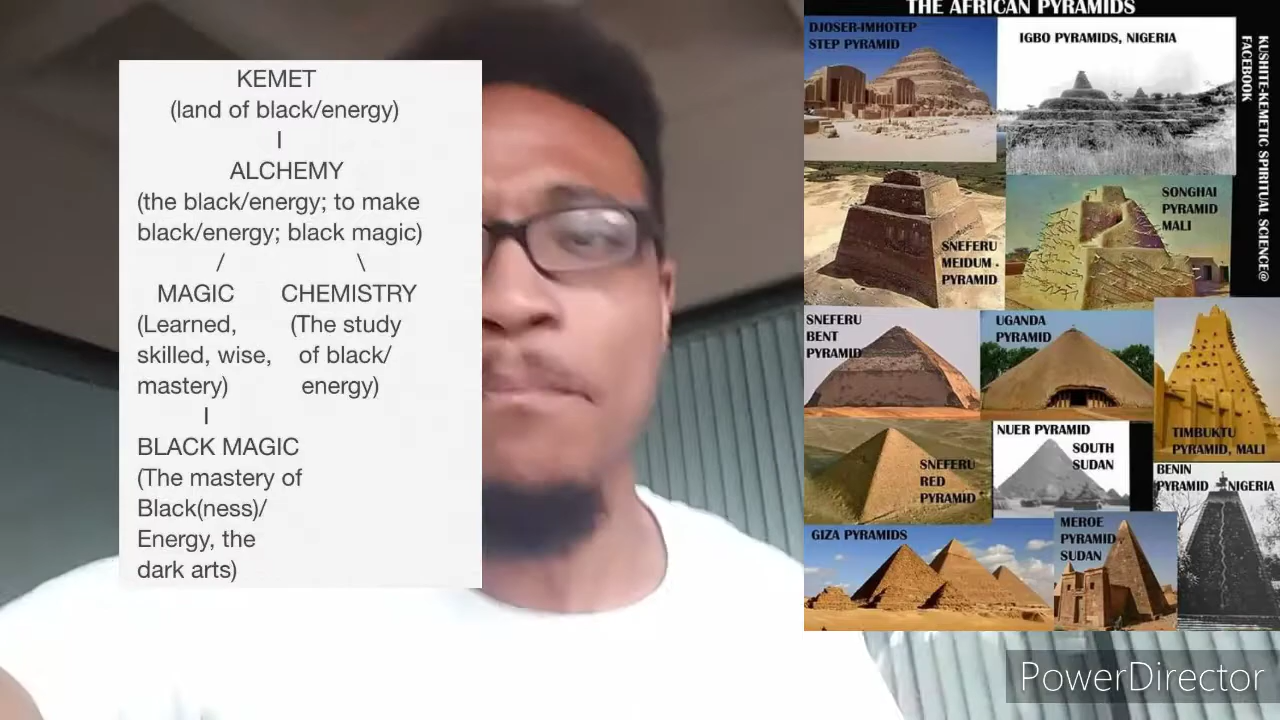 KEMET
(land of black/energy)
I
ALCHEMY
(the black/energy; to make
black/energy; black magic)
/ \
MAGIC CHEMISTRY
(Learned, (The study
skilled, wise, of black/
mastery) energy)
I
BLACK MAGIC
(The mastery of
Black(ness)/
Energy, the
dark arts)
THE AFRICAN PYRAMIDS
DJOSER-IMHOTEP
STEP PYRAMID
IGBO PYRAMIDS, NIGERIA
KUSHITE-KEMETIC SPIRITUAL SCIENCE@
FACEBOOK
SNEFERU
MEIDUM .
PYRAMID
SONGHAI
PYRAMID
MALI
SNEFERU
BENT
PYRAMID
UGANDA
PYRAMID
TIMBUKTU
PYRAMID, MALI
SNEFERU
RED
PYRAMID
NUER PYRAMID
SOUTH
SUDAN
BENIN
PYRAMID NIGERIA
GIZA PYRAMIDS
MEROE
PYRAMID
SUDAN
PowerDirector